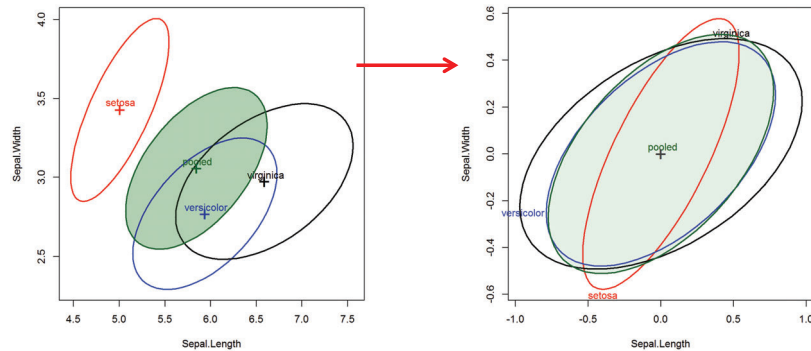 4.0
3.5
3.0
2.5
Sepal.Width
setosa
pooled
virginica
versicolor
4.5 5.0 5.5 6.0 6.5 7.0 7.5
Sepal.Length
0.6
0.4
0.2
0.0
-0.2
-0.4
-0.6
Sepal.Width
virginica
pooled
versicolor
setosa
-1.0 -0.5 0.0 0.5 1.0
Sepal.Length